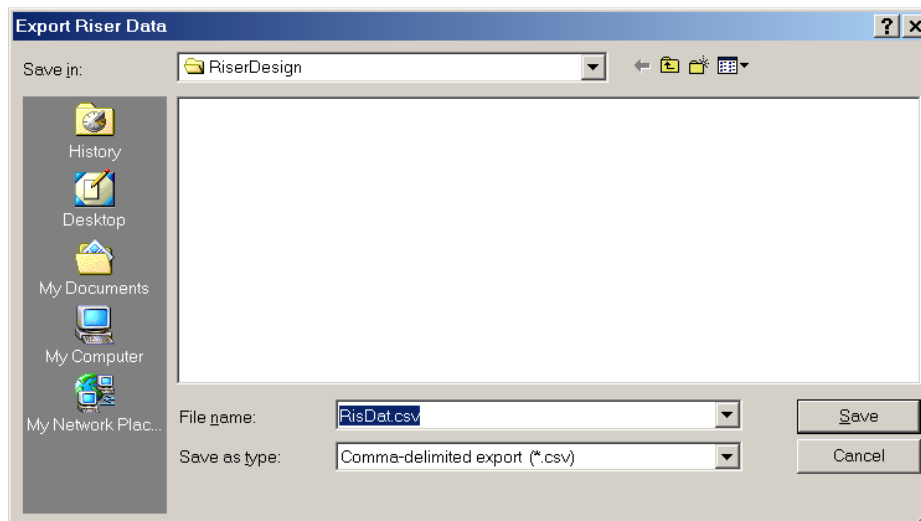 Export Riser Data
Save in:
RiserDesign
History
Desktop
My Documents
My Computer
My Network Plac...
File name:
RisDat.csv
Save
Save as type:
Comma-delimited export (*.csv)
Cancel